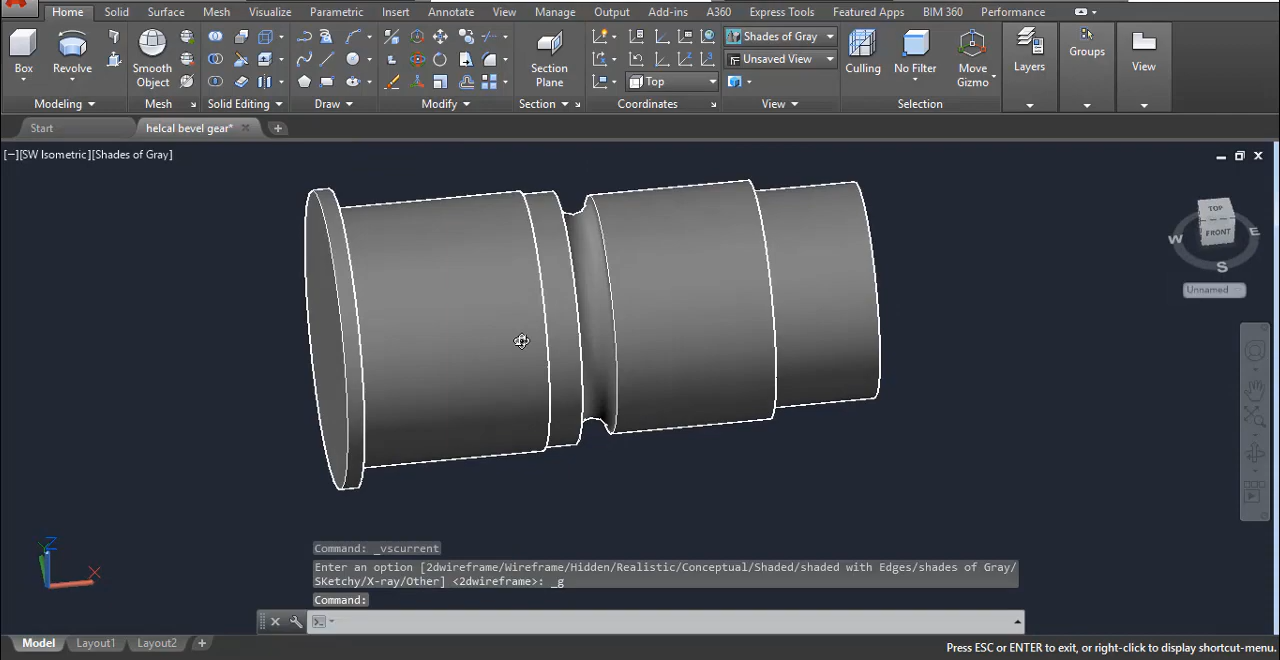 Home Solid Surface Mesh Visualize Parametric Insert Annotate View Manage Output Add-ins A360 Express Tools Featured Apps BIM 360 Performance
Box
Revolve
Smooth
Object
Section
Plane
Shades of Gray
Unsaved View
Top
Culling
No Filter
Move
Gizmo
Layers
Groups
View
Modeling Mesh Solid Editing Draw Modify Section Coordinates View Selection
Start helcal bevel gear*
[−][SW Isometric][Shades of Gray]
TOP
FRONT
W
E
S
Unnamed
Z
Y
X
Command: _vscurrent
Enter an option [2dwireframe/Wireframe/Hidden/Realistic/Conceptual/Shaded/shaded with Edges/shades of Gray/
SKetchy/X-ray/Other] <2dwireframe>: _g
Command:
Model Layout1 Layout2 +
Press ESC or ENTER to exit, or right-click to display shortcut-menu.